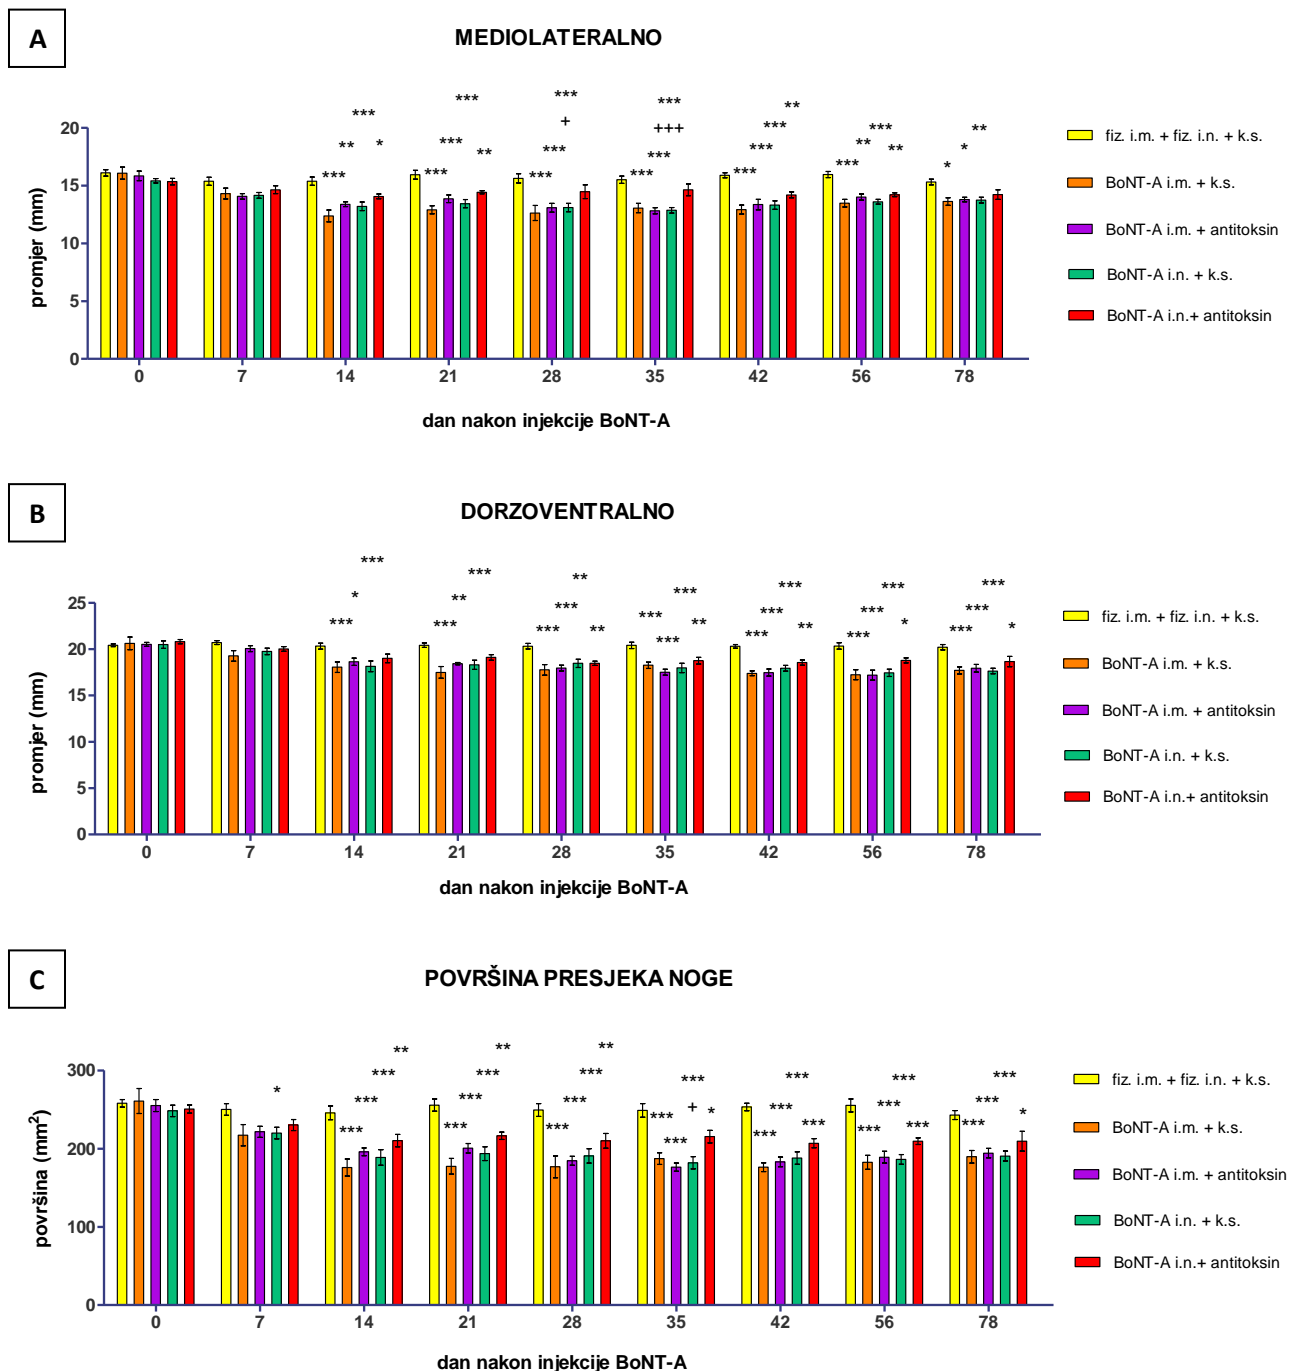 A
MEDIOLATERALNO
*** *** *** *** **
*** *** + +++ *** *** **
** * *** ** *** *** *** ** ** *
*** *** *** *** *** *** *
promjer (mm)
20
15
10
5
0
0 7 14 21 28 35 42 56 78
dan nakon injekcije BoNT-A
fiz. i.m. + fiz. i.n. + k.s.
BoNT-A i.m. + k.s.
BoNT-A i.m. + antitoksin
BoNT-A i.n. + k.s.
BoNT-A i.n.+ antitoksin
B
DORZOVENTRALNO
*** *** ** *** *** *** ***
* ** *** *** *** *** ***
*** *** *** ** *** *** ** *** ** *** * *** *
promjer (mm)
25
20
15
10
5
0
0 7 14 21 28 35 42 56 78
dan nakon injekcije BoNT-A
fiz. i.m. + fiz. i.n. + k.s.
BoNT-A i.m. + k.s.
BoNT-A i.m. + antitoksin
BoNT-A i.n. + k.s.
BoNT-A i.n.+ antitoksin
C
POVRŠINA PRESJEKA NOGE
** ** **
*** *** *** *** *** *** ***
* *** *** *** + * *** *** *** *
*** *** *** *** *** *** *** *** *** ***
površina (mm²)
300
200
100
0
0 7 14 21 28 35 42 56 78
dan nakon injekcije BoNT-A
fiz. i.m. + fiz. i.n. + k.s.
BoNT-A i.m. + k.s.
BoNT-A i.m. + antitoksin
BoNT-A i.n. + k.s.
BoNT-A i.n.+ antitoksin